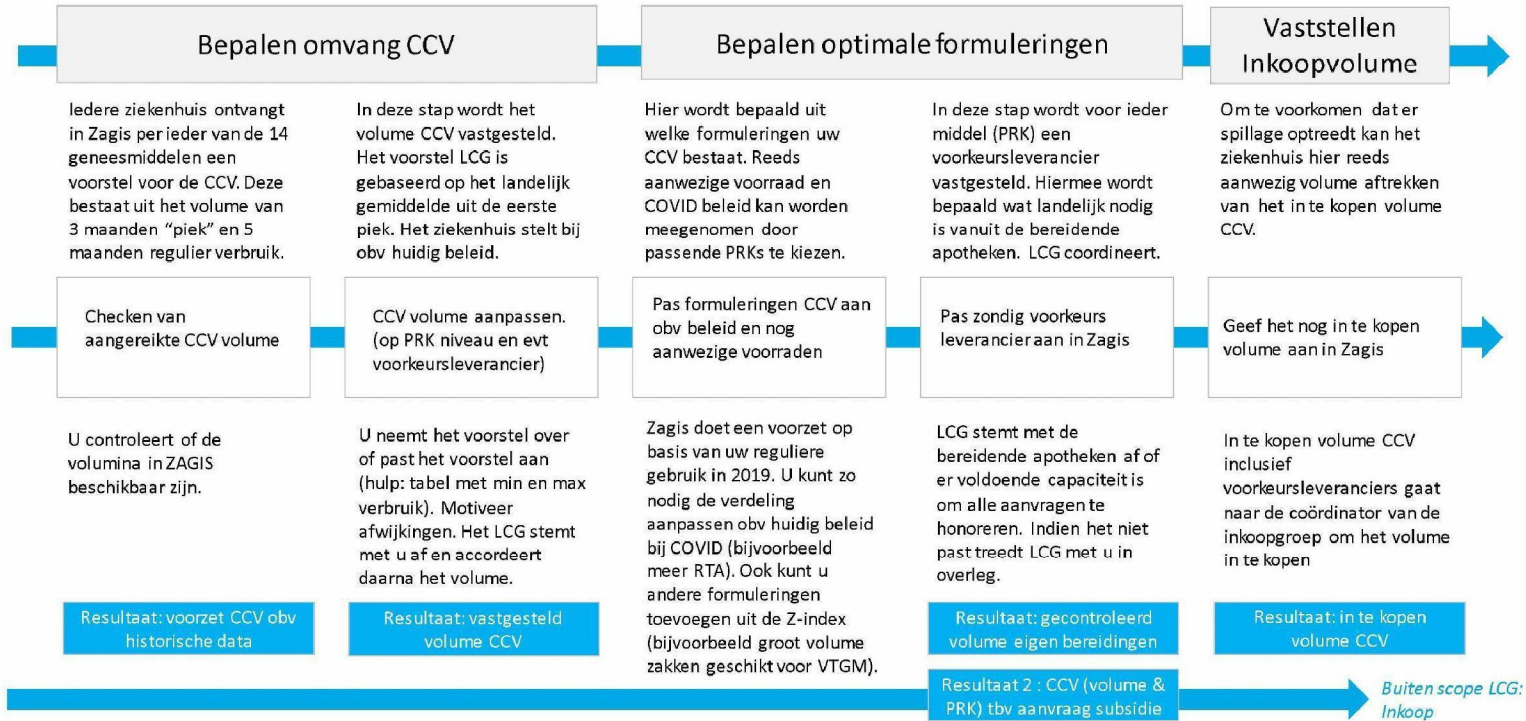 Bepalen omvang CCV
Bepalen optimale formuleringen
Vaststellen
Inkoopvolume
Iedere ziekenhuis ontvangt
in Zagis per ieder van de 14
geneesmiddelen een
voorstel voor de CCV. Deze
bestaat uit het volume van
3 maanden “piek” en 5
maanden regulier verbruik.
In deze stap wordt het
volume CCV vastgesteld.
Het voorstel LCG is
gebaseerd op het landelijk
gemiddelde uit de eerste
piek. Het ziekenhuis stelt bij
obv huidig beleid.
Hier wordt bepaald uit
welke formuleringen uw
CCV bestaat. Reeds
aanwezige voorraad en
COVID beleid kan worden
meegenomen door
passende PRKs te kiezen.
In deze stap wordt voor ieder
middel (PRK) een
voorkeursleverancier
vastgesteld. Hiermee wordt
bepaald wat landelijk nodig
is vanuit de bereidende
apotheken. LCG coordineert.
Om te voorkomen dat er
spillage optreedt kan het
ziekenhuis hier reeds
aanwezig volume aftrekken
van het in te kopen volume
CCV.
Checken van
aangereikte CCV volume
CCV volume aanpassen.
(op PRK niveau en evt
voorkeursleverancier)
Pas formuleringen CCV aan
obv beleid en nog
aanwezige voorraden
Pas zondig voorkeurs
leverancier aan in Zagis
Geef het nog in te kopen
volume aan in Zagis
U controleert of de
volumina in ZAGIS
beschikbaar zijn.
U neemt het voorstel over
of past het voorstel aan
(hulp: tabel met min en max
verbruik). Motiveer
afwijkingen. Het LCG stemt
met u af en accordeert
daarna het volume.
Zagis doet een voorzet op
basis van uw reguliere
gebruik in 2019. U kunt zo
nodig de verdeling
aanpassen obv huidig beleid
bij COVID (bijvoorbeeld
meer RTA). Ook kunt u
andere formuleringen
toevoegen uit de Z-index
(bijvoorbeeld groot volume
zakken geschikt voor VTGM).
LCG stemt met de
bereidende apotheken af of
er voldoende capaciteit is
om alle aanvragen te
honoreren. Indien het niet
past treedt LCG met u in
overleg.
In te kopen volume CCV
inclusief
voorkeursleveranciers gaat
naar de coördinator van de
inkoopgroep om het volume
in te kopen
Resultaat: voorzet CCV obv
historische data
Resultaat: vastgesteld
volume CCV
Resultaat: gecontroleerd
volume eigen bereidingen
Resultaat: in te kopen
volume CCV
Resultaat 2 : CCV (volume &
PRK) tbv aanvraag subsidie
Buiten scope LCG:
Inkoop